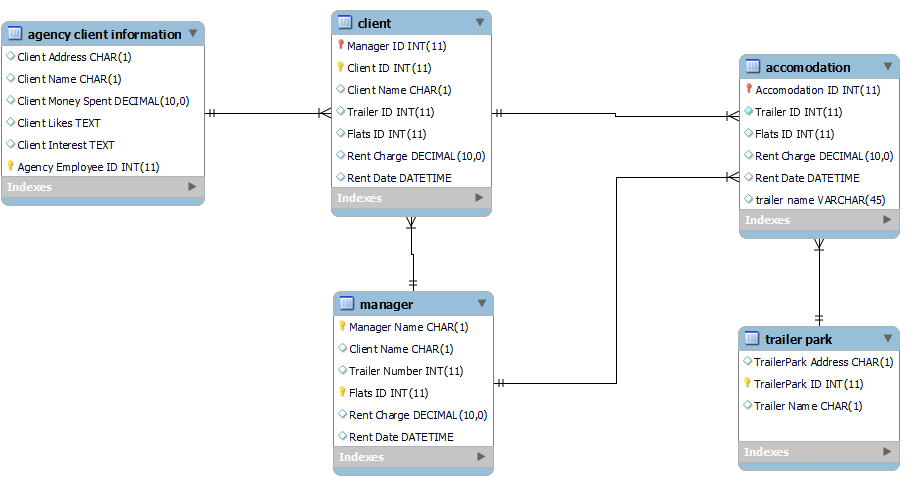 agency client information
Client Address CHAR(1)
Client Name CHAR(1)
Client Money Spent DECIMAL(10,0)
Client Likes TEXT
Client Interest TEXT
Agency Employee ID INT(11)
Indexes
client
Manager ID INT(11)
Client ID INT(11)
Client Name CHAR(1)
Trailer ID INT(11)
Flats ID INT(11)
Rent Charge DECIMAL(10,0)
Rent Date DATETIME
Indexes
accomodation
Accomodation ID INT(11)
Trailer ID INT(11)
Flats ID INT(11)
Rent Charge DECIMAL(10,0)
Rent Date DATETIME
trailer name VARCHAR(45)
Indexes
manager
Manager Name CHAR(1)
Client Name CHAR(1)
Trailer Number INT(11)
Flats ID INT(11)
Rent Charge DECIMAL(10,0)
Rent Date DATETIME
Indexes
trailer park
TrailerPark Address CHAR(1)
TrailerPark ID INT(11)
Trailer Name CHAR(1)
Indexes